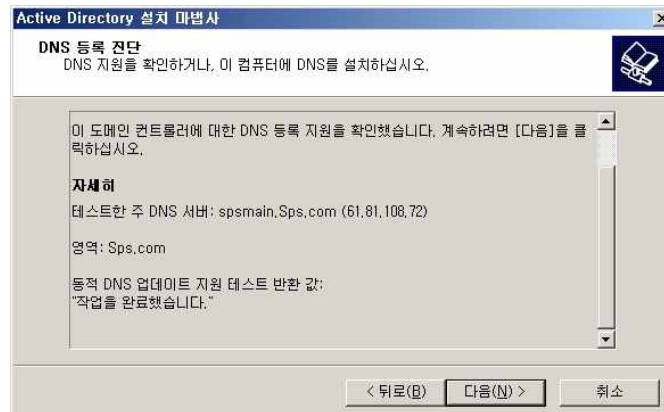 Active Directory 설치 마법사
DNS 등록 진단
DNS 지원을 확인하거나, 이 컴퓨터에 DNS를 설치하십시오.
이 도메인 컨트롤러에 대한 DNS 등록 지원을 확인했습니다. 계속하려면 [다음]을 클
릭하십시오.
자세히
테스트한 주 DNS 서버: spsmain.Sps.com (61.81.108.72)
영역: Sps.com
동적 DNS 업데이트 지원 테스트 반환 값:
"작업을 완료했습니다."
< 뒤로(B) 다음(N) > 취소